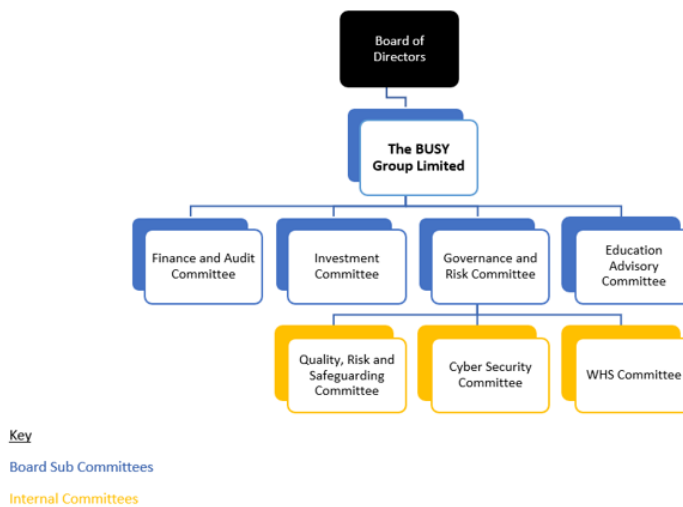 Board of
Directors
The BUSY
Group Limited
Finance and Audit
Committee
Investment
Committee
Governance and
Risk Committee
Education
Advisory
Committee
Quality, Risk and
Safeguarding
Committee
Cyber Security
Committee
WHS Committee
Key
Board Sub Committees
Internal Committees